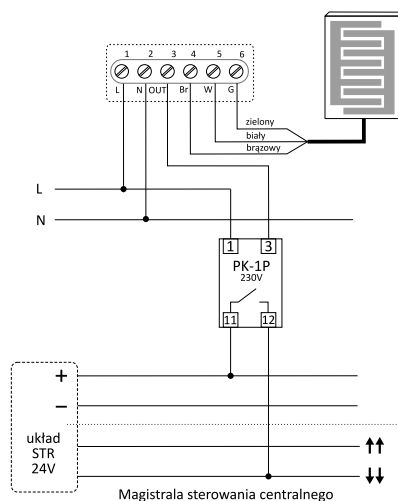 1 2 3 4 5 6
L N OUT Br W G
zielony
biały
brązowy
L
N
1 3
PK-1P
230V
11 12
+
−
układ
STR
24V
Magistrala sterowania centralnego